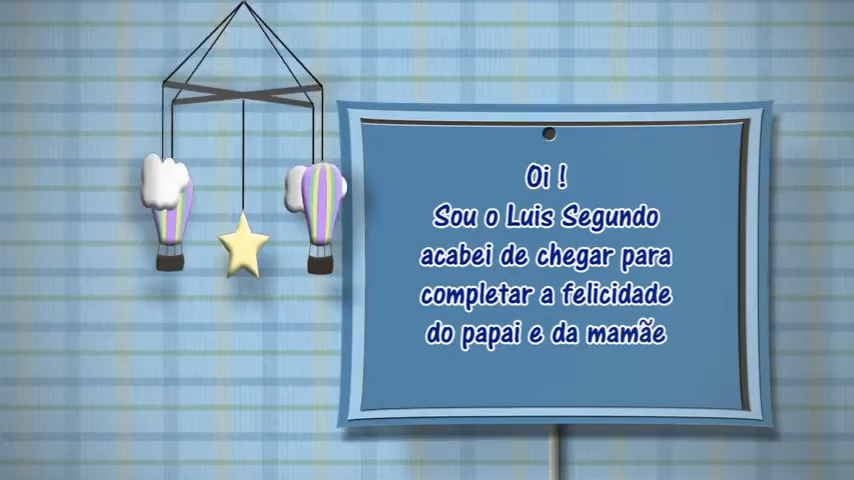 Oi !
Sou o Luis Segundo
acabei de chegar para
completar a felicidade
do papai e da mamãe